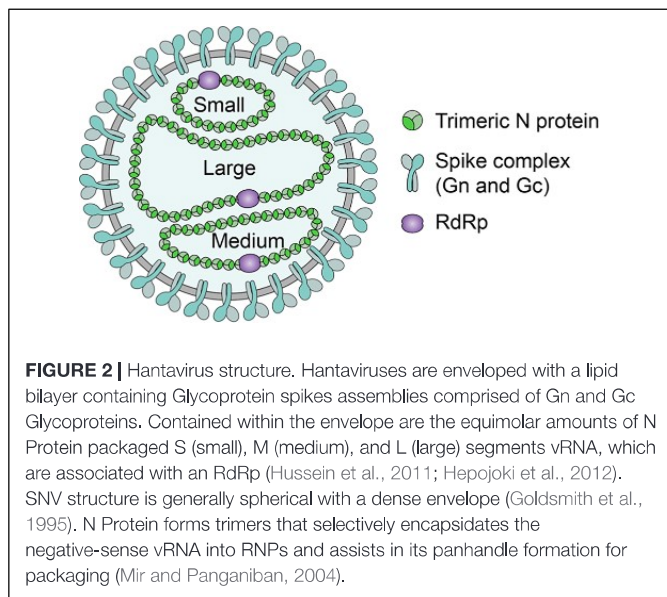 Small
Large
Medium
Trimeric N protein
Spike complex
(Gn and Gc)
RdRp
FIGURE 2 | Hantavirus structure. Hantaviruses are enveloped with a lipid
bilayer containing Glycoprotein spikes assemblies comprised of Gn and Gc
Glycoproteins. Contained within the envelope are the equimolar amounts of N
Protein packaged S (small), M (medium), and L (large) segments vRNA, which
are associated with an RdRp (Hussein et al., 2011; Hepojoki et al., 2012).
SNV structure is generally spherical with a dense envelope (Goldsmith et al.,
1995). N Protein forms trimers that selectively encapsidates the
negative-sense vRNA into RNPs and assists in its panhandle formation for
packaging (Mir and Panganiban, 2004).